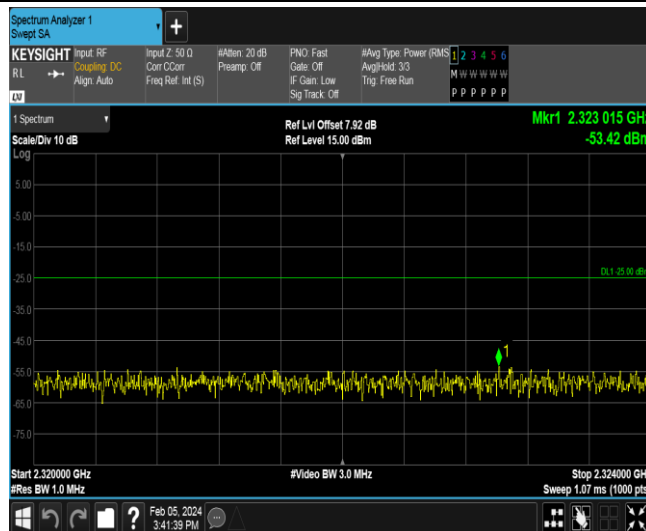 Spectrum Analyzer 1
Swept SA
KEYSIGHT
RL
Input: RF
Coupling: DC
Align: Auto
Input Z: 50 Ω
Corr CCorr
Freq Ref: Int (S)
#Atten: 20 dB
Preamp: Off
PNO: Fast
Gate: Off
IF Gain: Low
Sig Track: Off
#Avg Type: Power (RMS
Avg|Hold: 3/3
Trig: Free Run
1 2 3 4 5 6
M W W W W W
P P P P P P
1 Spectrum
Scale/Div 10 dB
Ref Lvl Offset 7.92 dB
Ref Level 15.00 dBm
Mkr1 2.323 015 GHz
-53.42 dBm
Log
5.00
-5.00
-15.0
-25.0
DL1 -25.00 dBm
-35.0
-45.0
1
-55.0
-65.0
-75.0
Start 2.320000 GHz
#Video BW 3.0 MHz
Stop 2.324000 GHz
#Res BW 1.0 MHz
Sweep 1.07 ms (1000 pts
?
Feb 05, 2024
3:41:39 PM